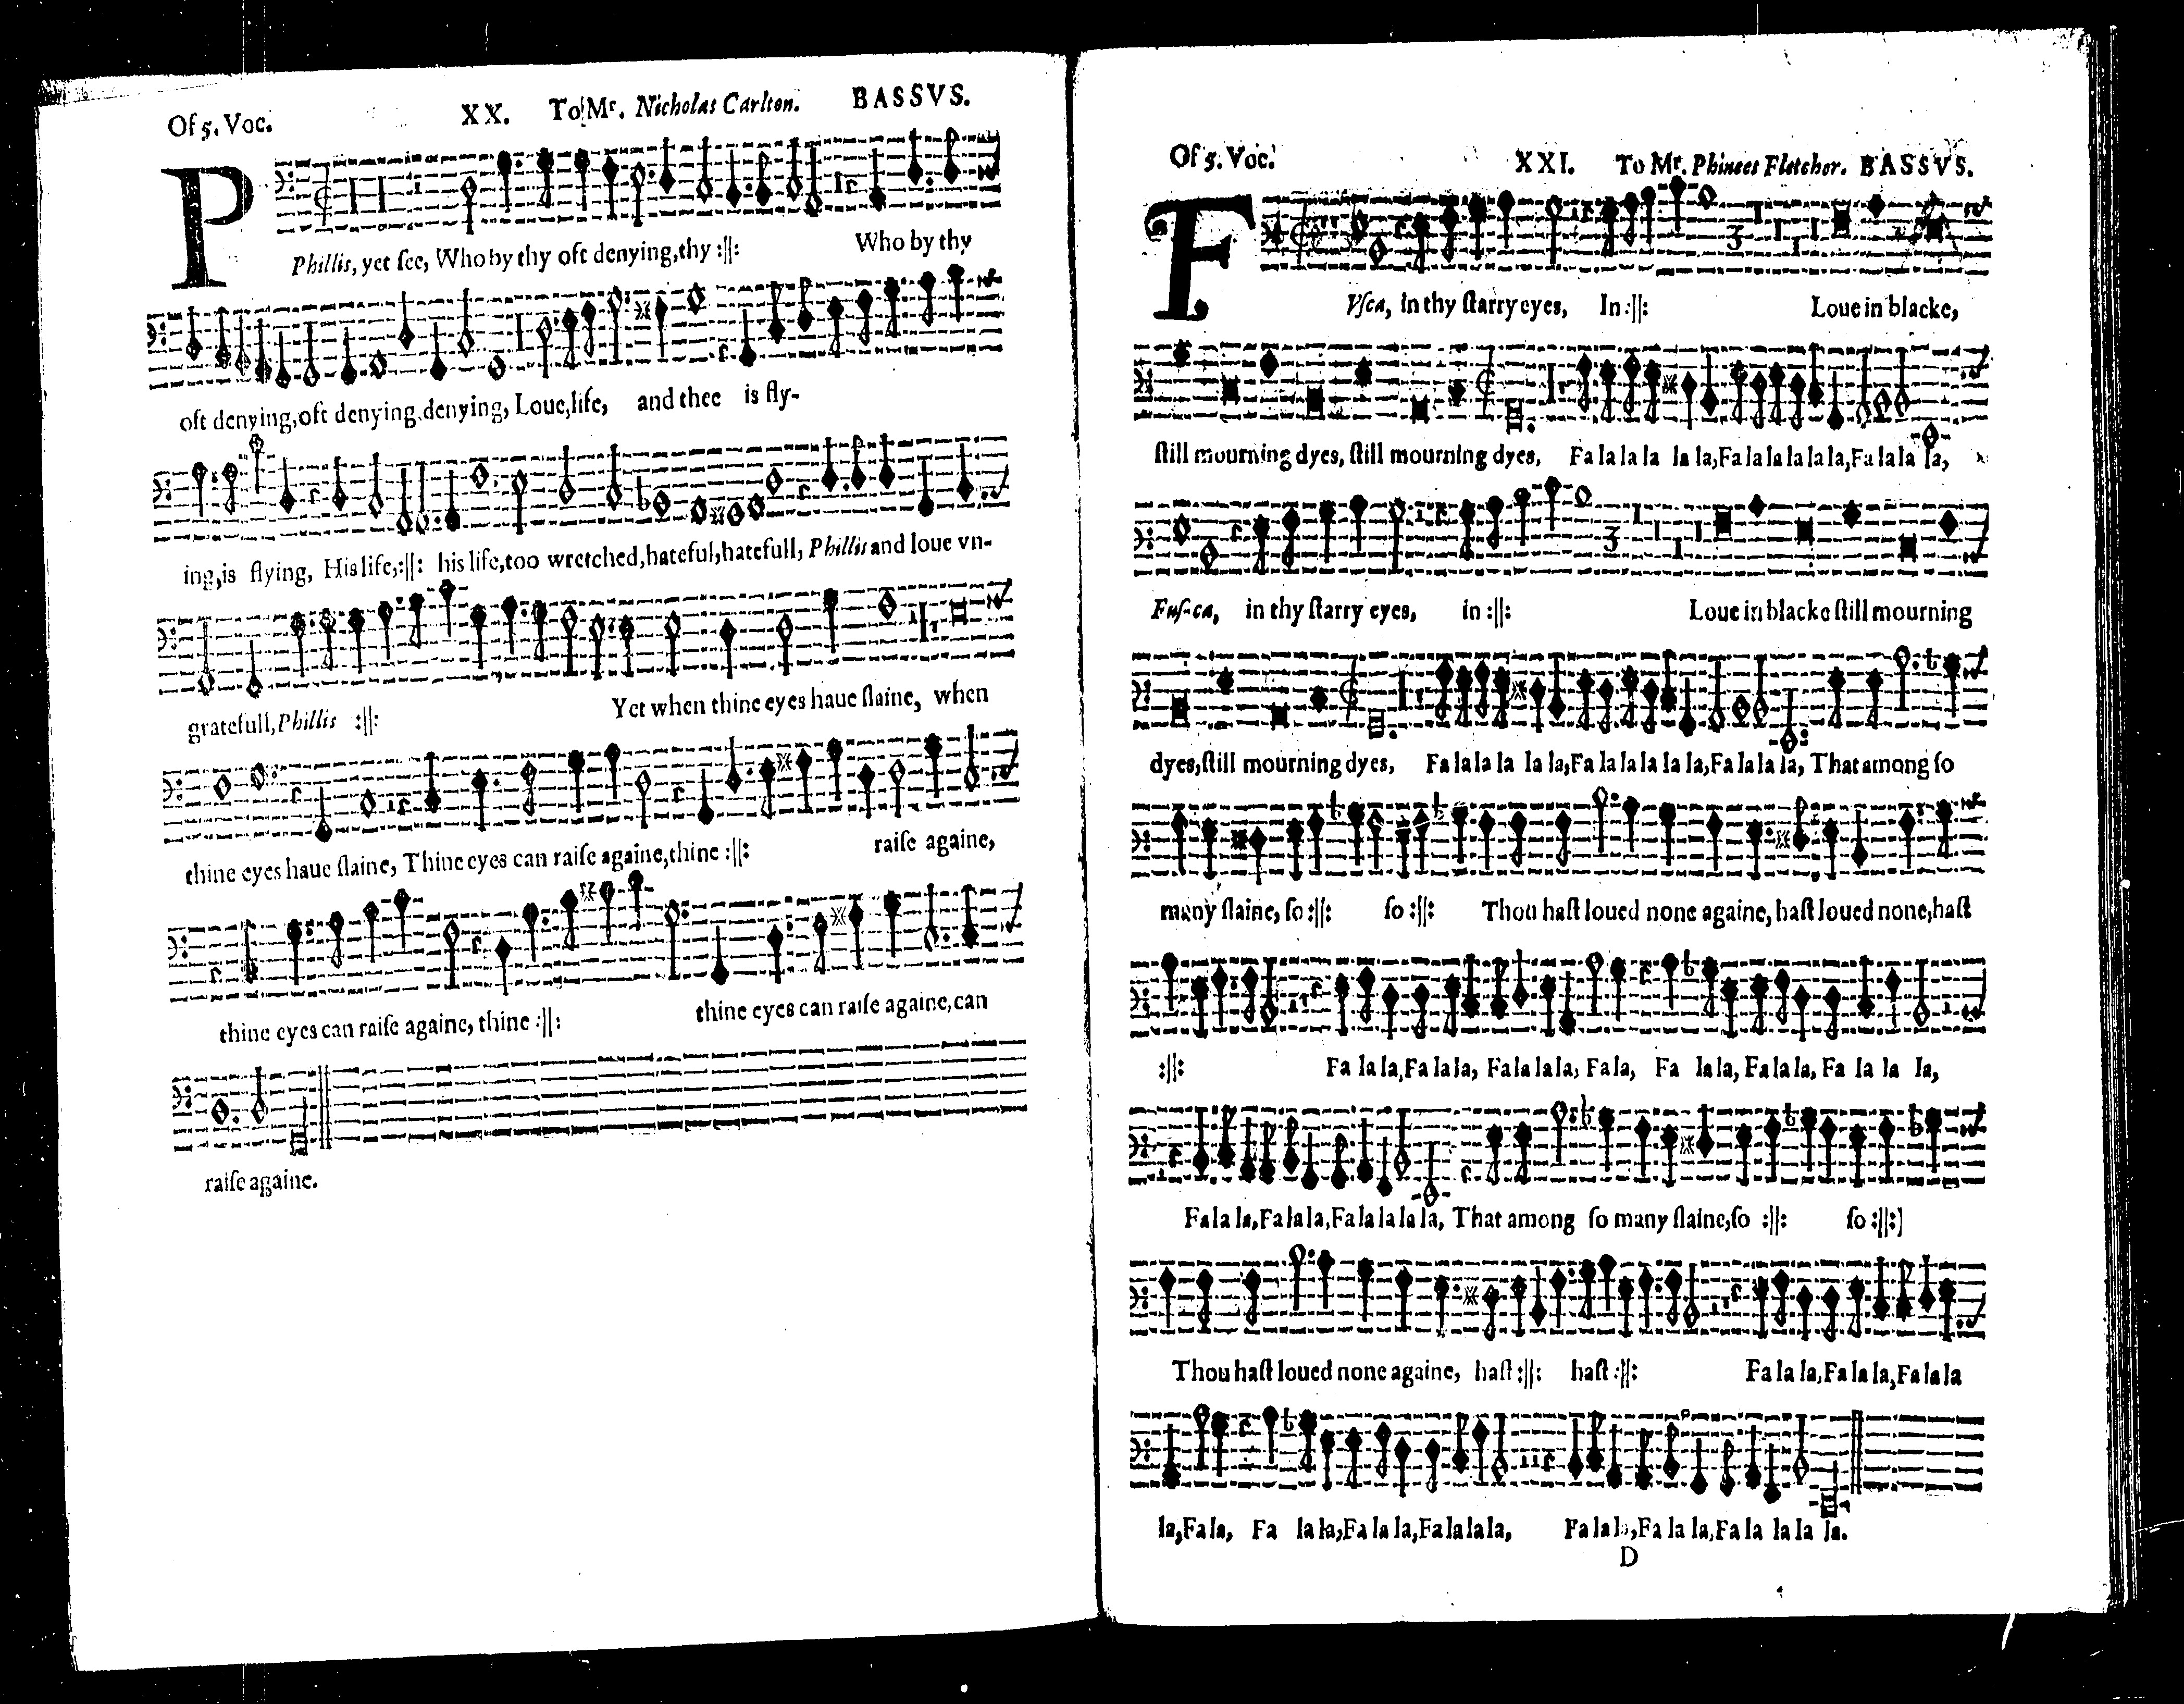 Of 5. Voc. XX. To Mr. Nicholas Carlton. BASSVS.
P
Phillis, yet ſee, Who by thy oft denying, thy :||: Who by thy
oft denying, oft denying, denying, Loue, life, and thee is fly-
ing, is flying, His life, :||: his life, too wretched, hateful, hatefull, Phillis and loue vn-
gratefull, Phillis :||: Yet when thine eyes haue ſlaine, when
thine eyes haue ſlaine, Thine eyes can raiſe againe, thine :||: raiſe againe,
thine eyes can raiſe againe, thine :||: thine eyes can raiſe againe, can
raiſe againe.
Of 5. Voc. XXI. To Mr. Phinees Fletcher. BASSVS.
FVſca, in thy ſtarry eyes, In :||: Loue in blacke,
ſtill mourning dyes, ſtill mourning dyes, Fa la la la la la, Fa la la la la la, Fa la la la,
Fuſ-ca, in thy ſtarry eyes, in :||: Loue in blacke ſtill mourning
dyes, ſtill mourning dyes, Fa la la la la la, Fa la la la la la, Fa la la la, That among ſo
many ſlaine, ſo :||: ſo :||: Thou haſt loued none againe, haſt loued none, haſt
:||: Fa la la, Fa la la, Fa la la la, Fa la, Fa la la, Fa la la, Fa la la la,
Fa la la, Fa la la, Fa la la la la, That among ſo many ſlaine, ſo :||: ſo :||:)
Thou haſt loued none againe, haſt :||: haſt :||: Fa la la, Fa la la, Fa la la
la, Fa la, Fa la la, Fa la la, Fa la la la, Fa la la, Fa la la, Fa la la la la.
D